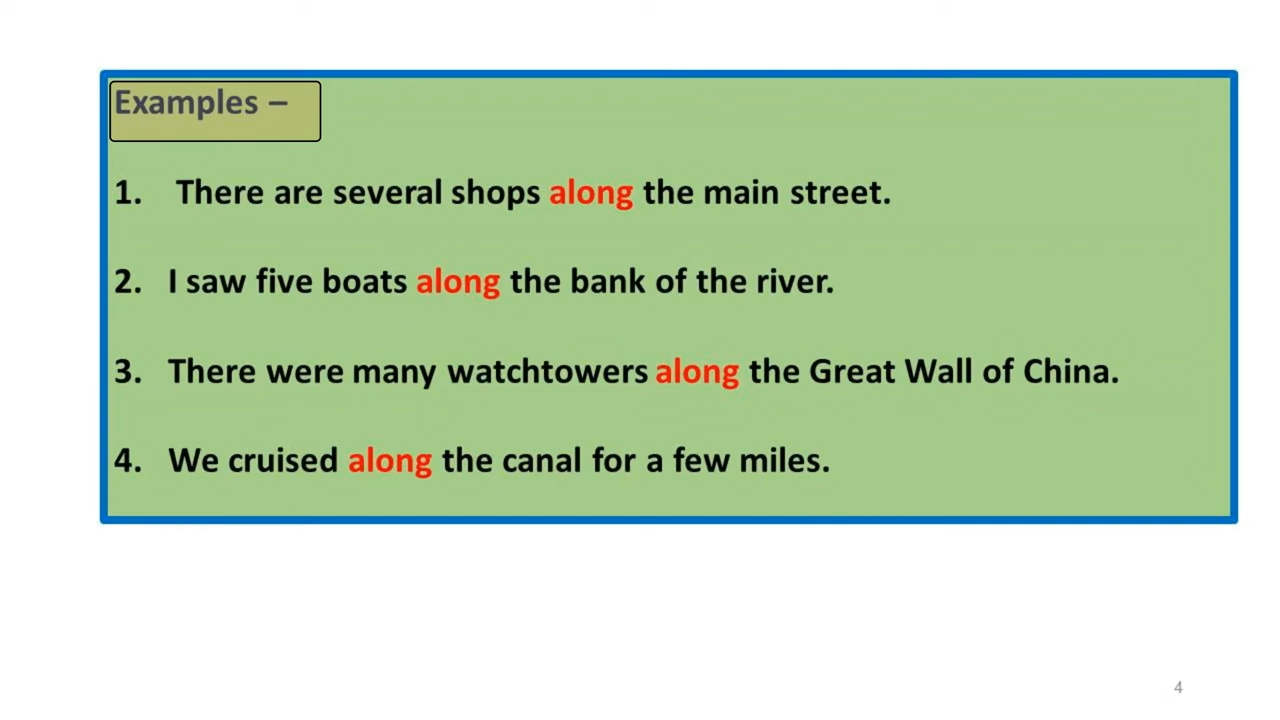 Examples –
1. There are several shops along the main street.
2. I saw five boats along the bank of the river.
3. There were many watchtowers along the Great Wall of China.
4. We cruised along the canal for a few miles.
4